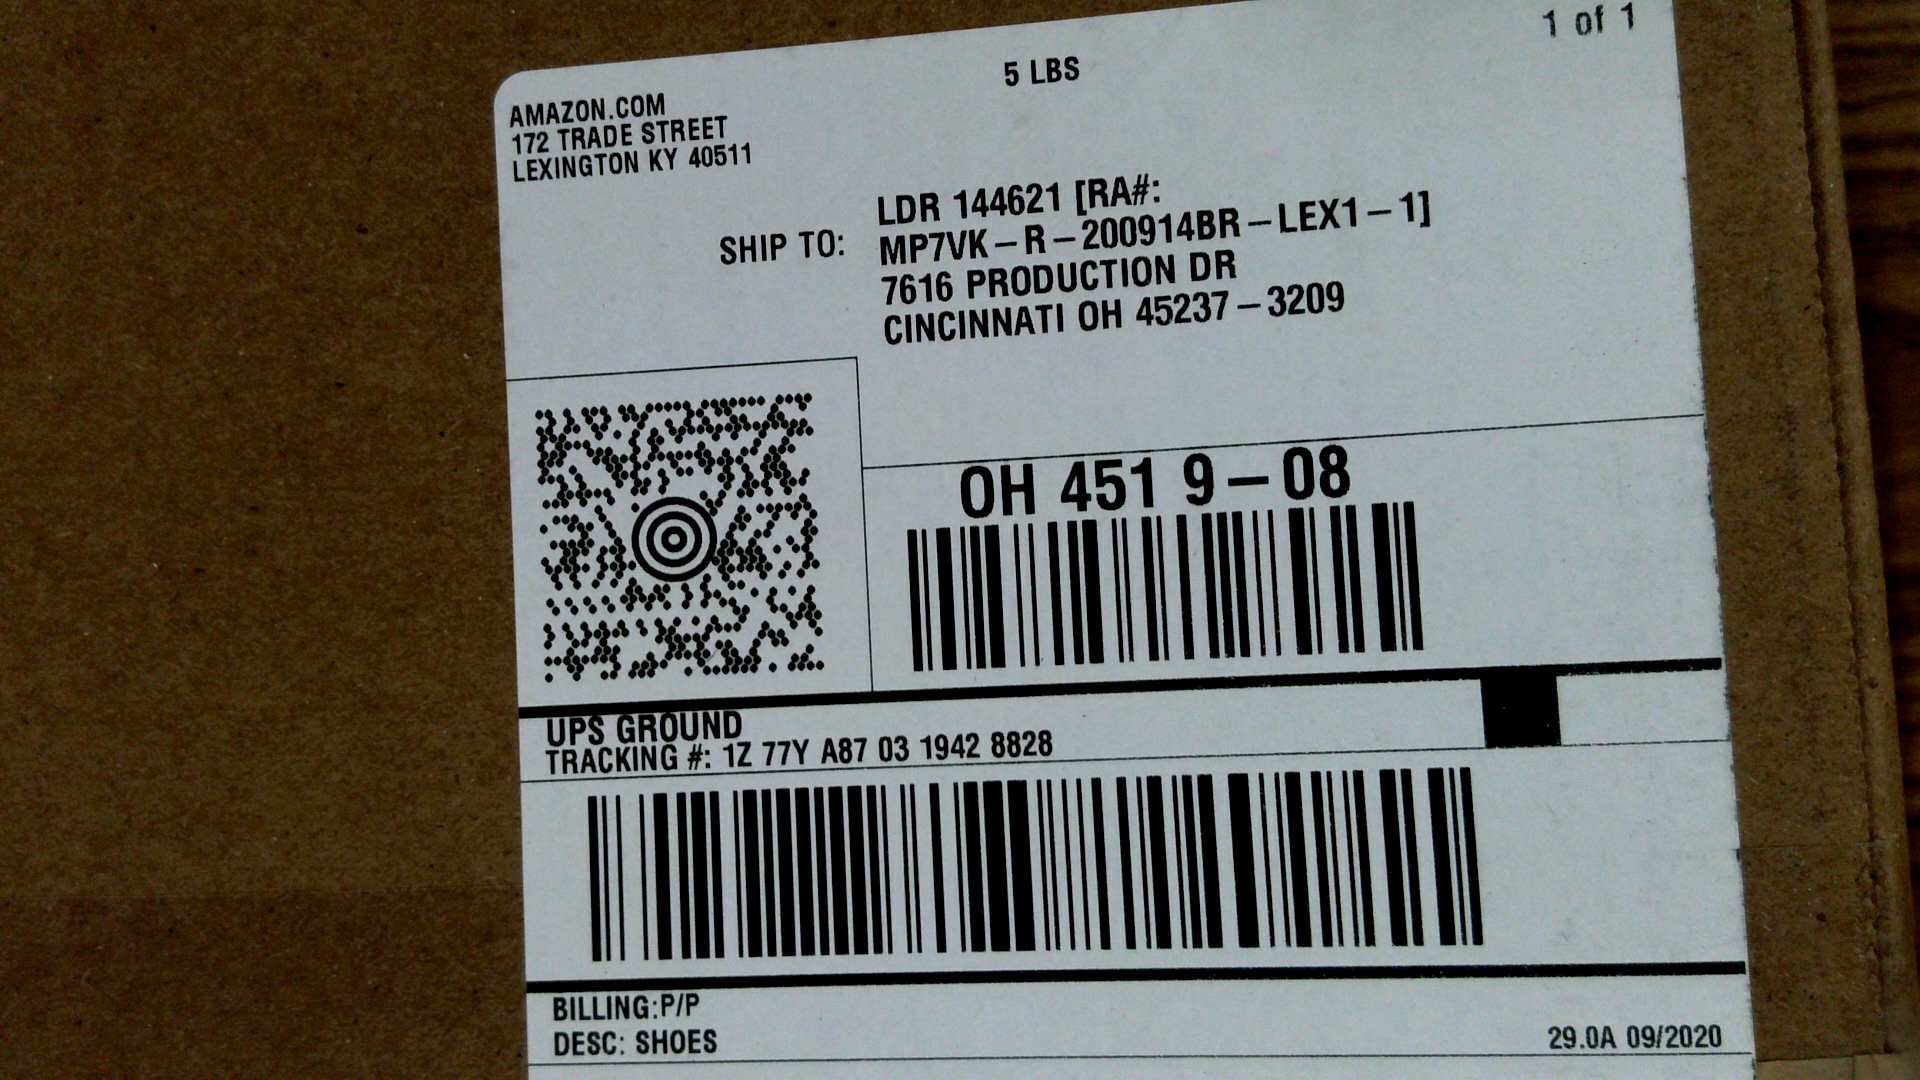 1 of 1
5 LBS
AMAZON.COM
172 TRADE STREET
LEXINGTON KY 40511
SHIP TO:
LDR 144621 [RA#:
MP7VK-R-200914BR-LEX1-1]
7616 PRODUCTION DR
CINCINNATI OH 45237-3209
OH 451 9-08
UPS GROUND
TRACKING #: 1Z 77Y A87 03 1942 8828
BILLING:P/P
DESC: SHOES
29.0A 09/2020